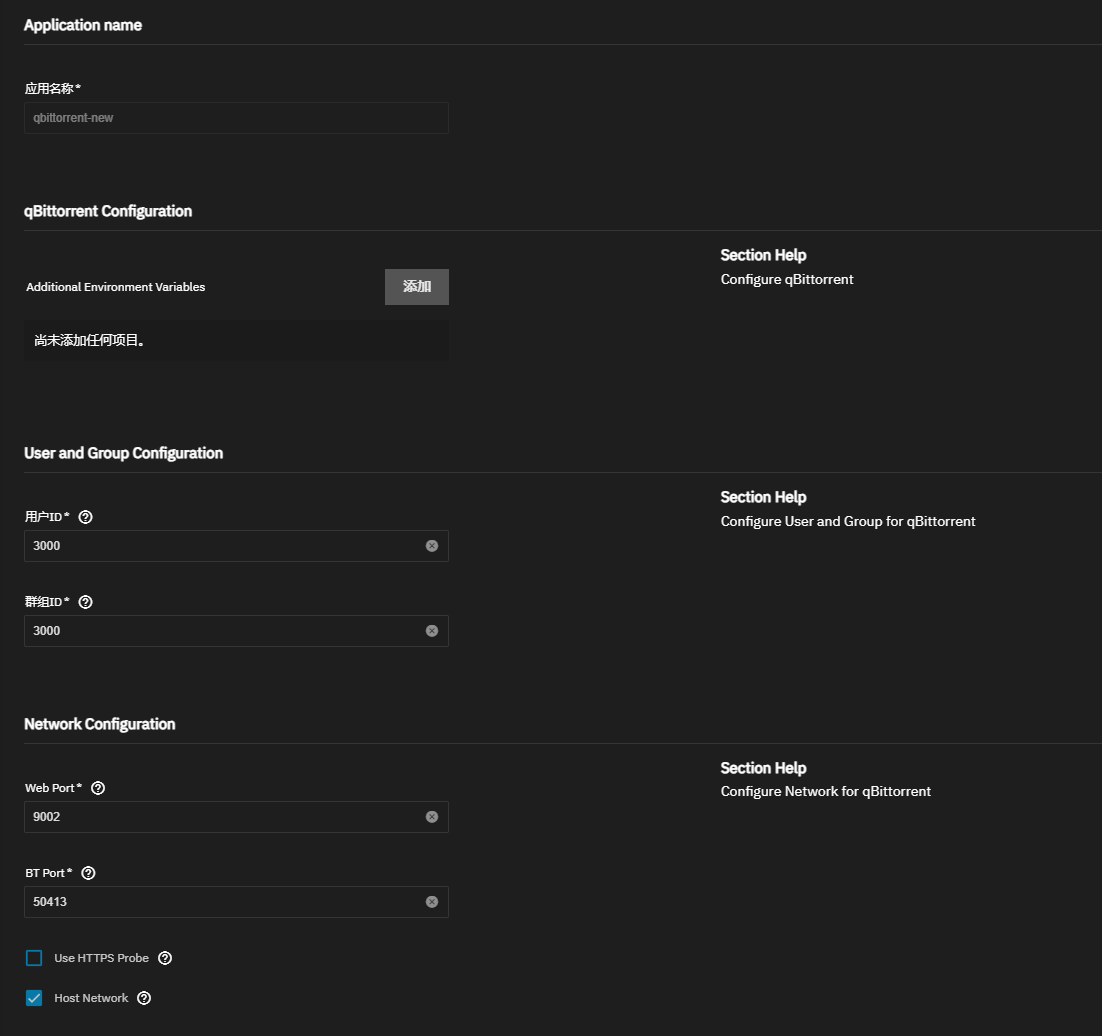 Application name
应用名称*
qbittorrent-new
qBittorrent Configuration
Section Help
Configure qBittorrent
Additional Environment Variables
添加
尚未添加任何项目。
User and Group Configuration
Section Help
Configure User and Group for qBittorrent
用户ID*
3000
群组ID*
3000
Network Configuration
Section Help
Configure Network for qBittorrent
Web Port*
9002
BT Port*
50413
Use HTTPS Probe
Host Network